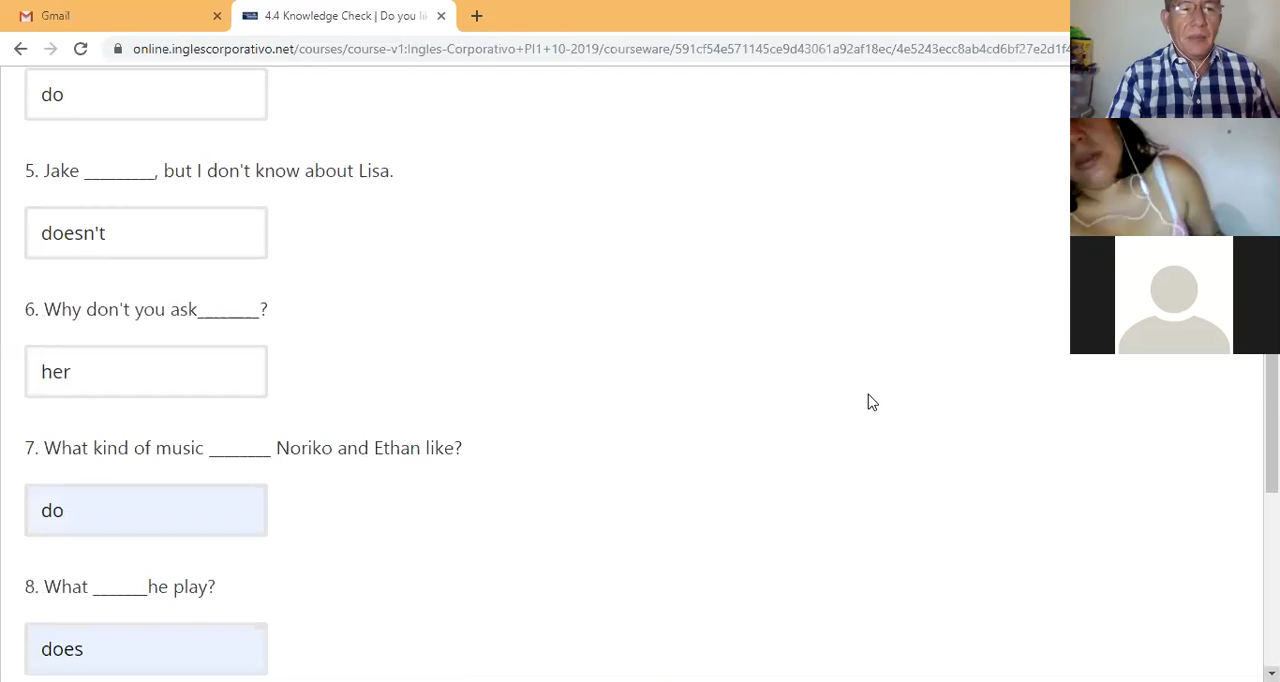 Gmail
4.4 Knowledge Check | Do you li
online.inglescorporativo.net/courses/course-v1:Ingles-Corporativo+PI1+10-2019/courseware/591cf54e571145ce9d43061a92af18ec/4e5243ecc8ab4cd6bf27e2d1f4
do
5. Jake ________, but I don't know about Lisa.
doesn't
6. Why don't you ask_______?
her
7. What kind of music _______ Noriko and Ethan like?
do
8. What ______he play?
does